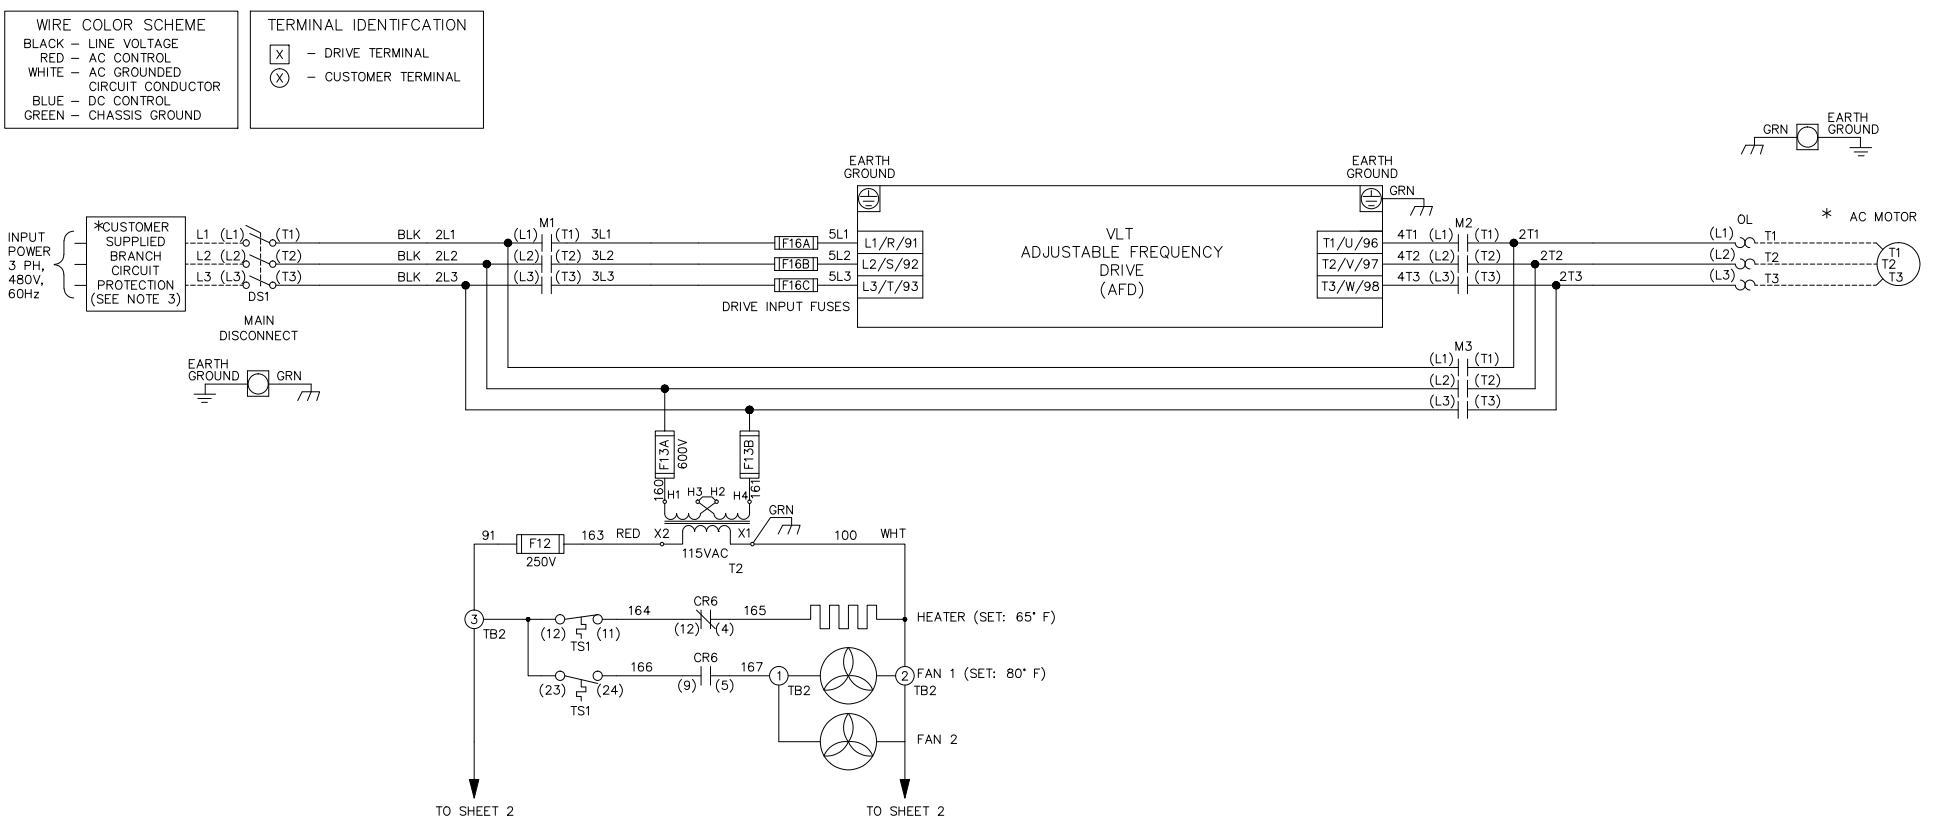 WIRE COLOR SCHEME
BLACK – LINE VOLTAGE
RED – AC CONTROL
WHITE – AC GROUNDED
CIRCUIT CONDUCTOR
BLUE – DC CONTROL
GREEN – CHASSIS GROUND
TERMINAL IDENTIFCATION
X – DRIVE TERMINAL
X – CUSTOMER TERMINAL
GRN
EARTH
GROUND
INPUT
POWER
3 PH,
480V,
60Hz
*CUSTOMER
SUPPLIED
BRANCH
CIRCUIT
PROTECTION
(SEE NOTE 3)
L1 (L1) (T1) BLK 2L1 (L1) M1 (T1) 3L1 F16A 5L1 L1/R/91
L2 (L2) (T2) BLK 2L2 (L2) (T2) 3L2 F16B 5L2 L2/S/92
L3 (L3) (T3) BLK 2L3 (L3) (T3) 3L3 F16C 5L3 L3/T/93
DS1
MAIN
DISCONNECT
DRIVE INPUT FUSES
EARTH
GROUND
VLT
ADJUSTABLE FREQUENCY
DRIVE
(AFD)
EARTH
GROUND
GRN
T1/U/96 4T1 (L1) M2 (T1) 2T1 (L1) OL T1
T2/V/97 4T2 (L2) (T2) 2T2 (L2) T2
T3/W/98 4T3 (L3) (T3) 2T3 (L3) T3
* AC MOTOR
T1
T2
T3
EARTH
GROUND
GRN
M3
(L1) (T1)
(L2) (T2)
(L3) (T3)
F13A
600V
F13B
160
H1 H3 H2 H4
161
GRN
91 F12 163 RED X2 X1 100 WHT
250V
115VAC
T2
3
TB2
(12) (11)
TS1
164
CR6
(12) (4)
165
HEATER (SET: 65° F)
(23) (24)
TS1
166
CR6
(9) (5)
167
1
TB2
2
TB2
FAN 1 (SET: 80° F)
FAN 2
TO SHEET 2
TO SHEET 2